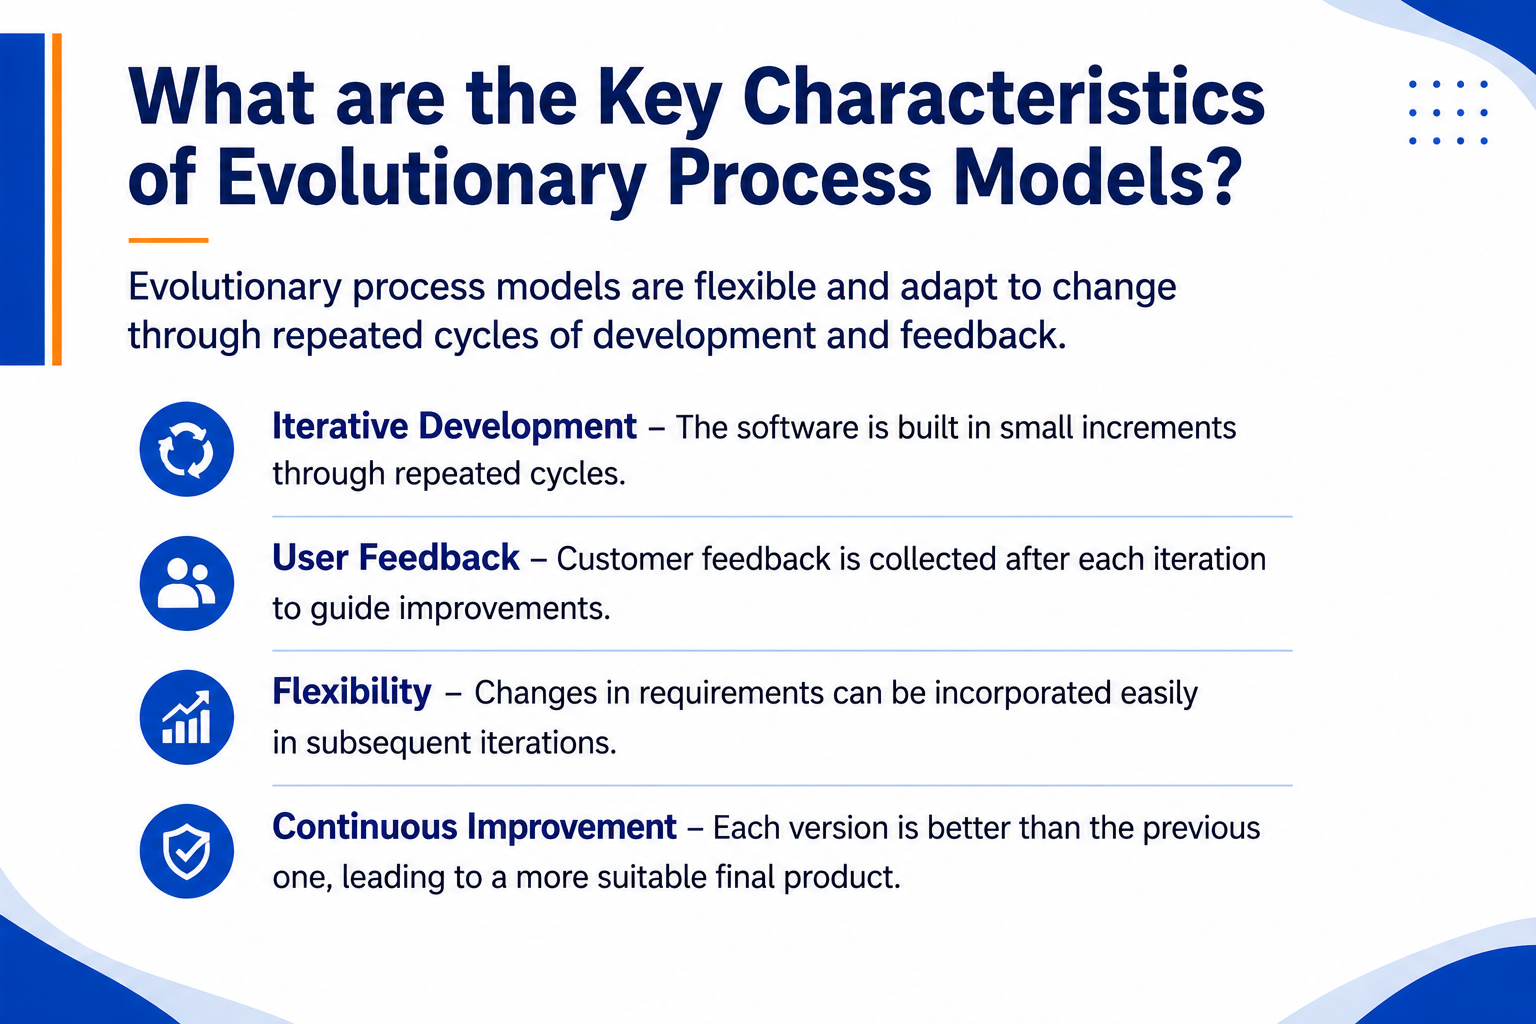 What are the Key Characteristics
of Evolutionary Process Models?
Evolutionary process models are flexible and adapt to change
through repeated cycles of development and feedback.
Iterative Development – The software is built in small increments
through repeated cycles.
User Feedback – Customer feedback is collected after each iteration
to guide improvements.
Flexibility – Changes in requirements can be incorporated easily
in subsequent iterations.
Continuous Improvement – Each version is better than the previous
one, leading to a more suitable final product.